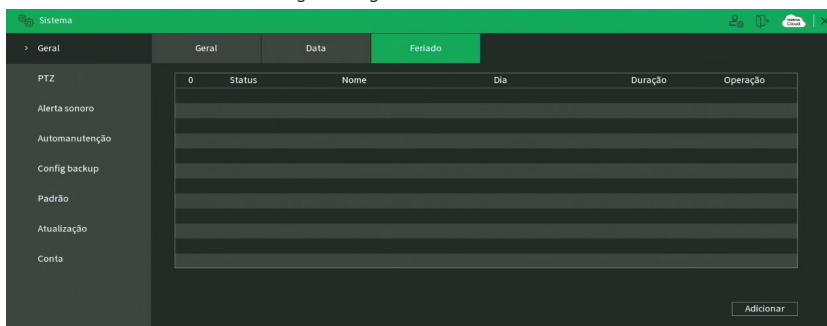 Sistema
Cloud
> Geral
Geral Data Feriado
PTZ
0 Status Nome Dia Duração Operação
Alerta sonoro
Automanutenção
Config backup
Padrão
Atualização
Conta
Adicionar